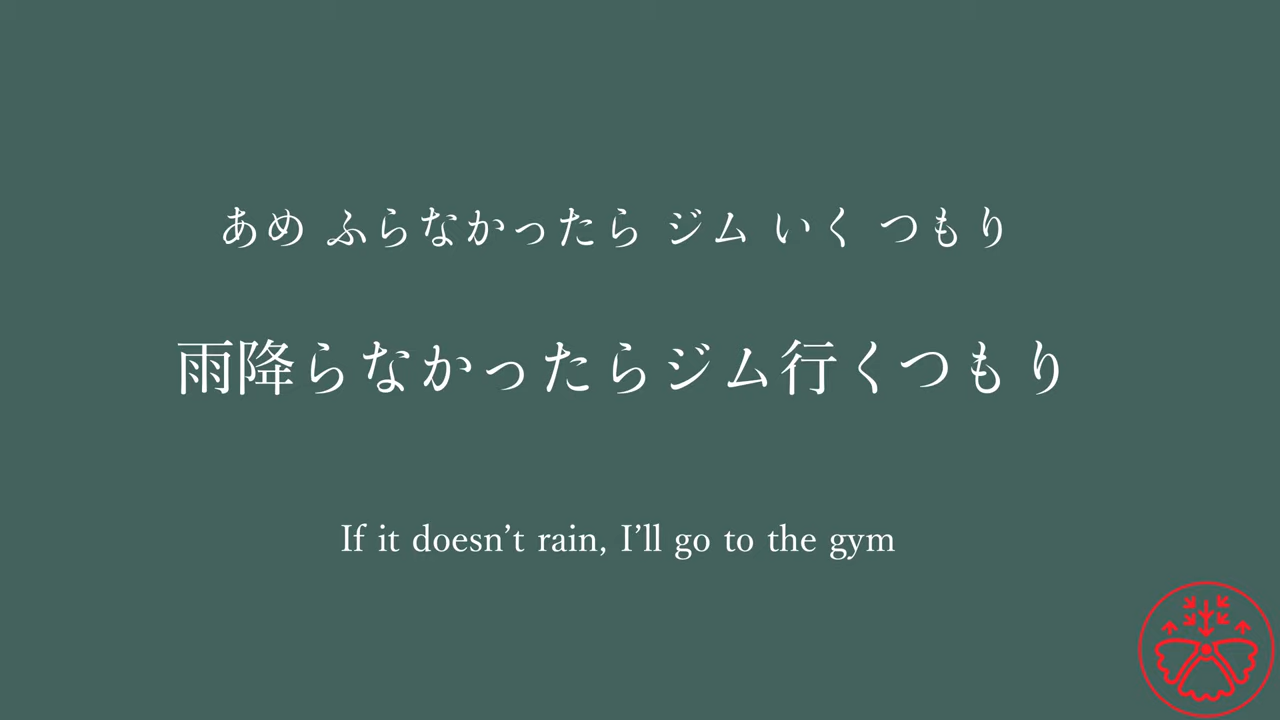 あめ ふらなかったら ジム いく つもり
雨降らなかったらジム行くつもり
If it doesn’t rain, I’ll go to the gym